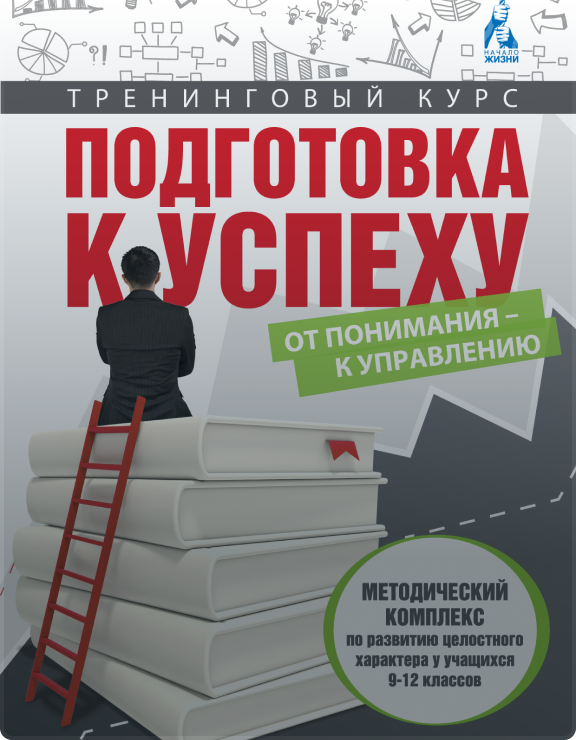 ?!
НАЧАЛО
ЖИЗНИ
ТРЕНИНГОВЫЙ КУРС
ПОДГОТОВКА
К УСПЕХУ
ОТ ПОНИМАНИЯ –
К УПРАВЛЕНИЮ
МЕТОДИЧЕСКИЙ
КОМПЛЕКС
по развитию целостного
характера у учащихся
9-12 классов